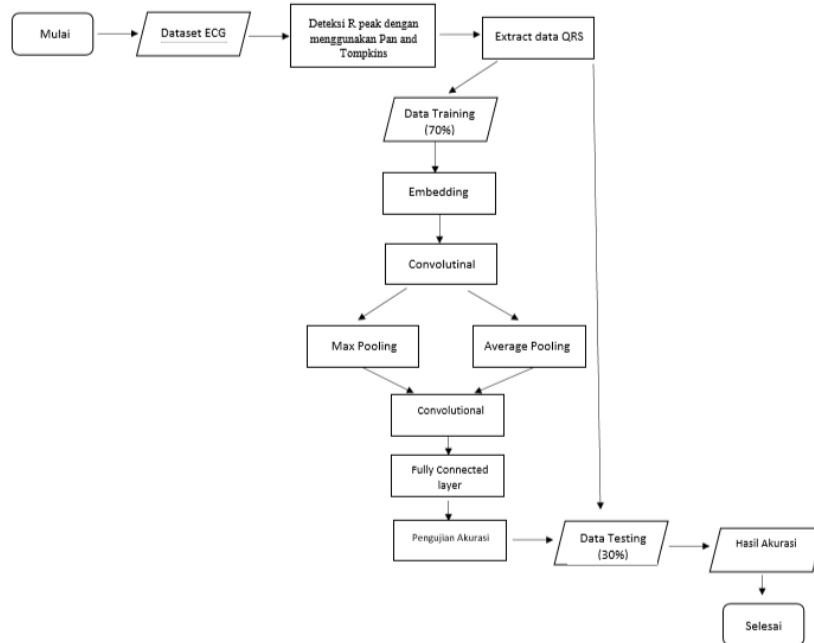 Mulai
Dataset ECG
Deteksi R peak dengan
menggunakan Pan and
Tompkins
Extract data QRS
Data Training
(70%)
Embedding
Convolutinal
Max Pooling
Average Pooling
Convolutional
Fully Connected
layer
Pengujian Akurasi
Data Testing
(30%)
Hasil Akurasi
Selesai